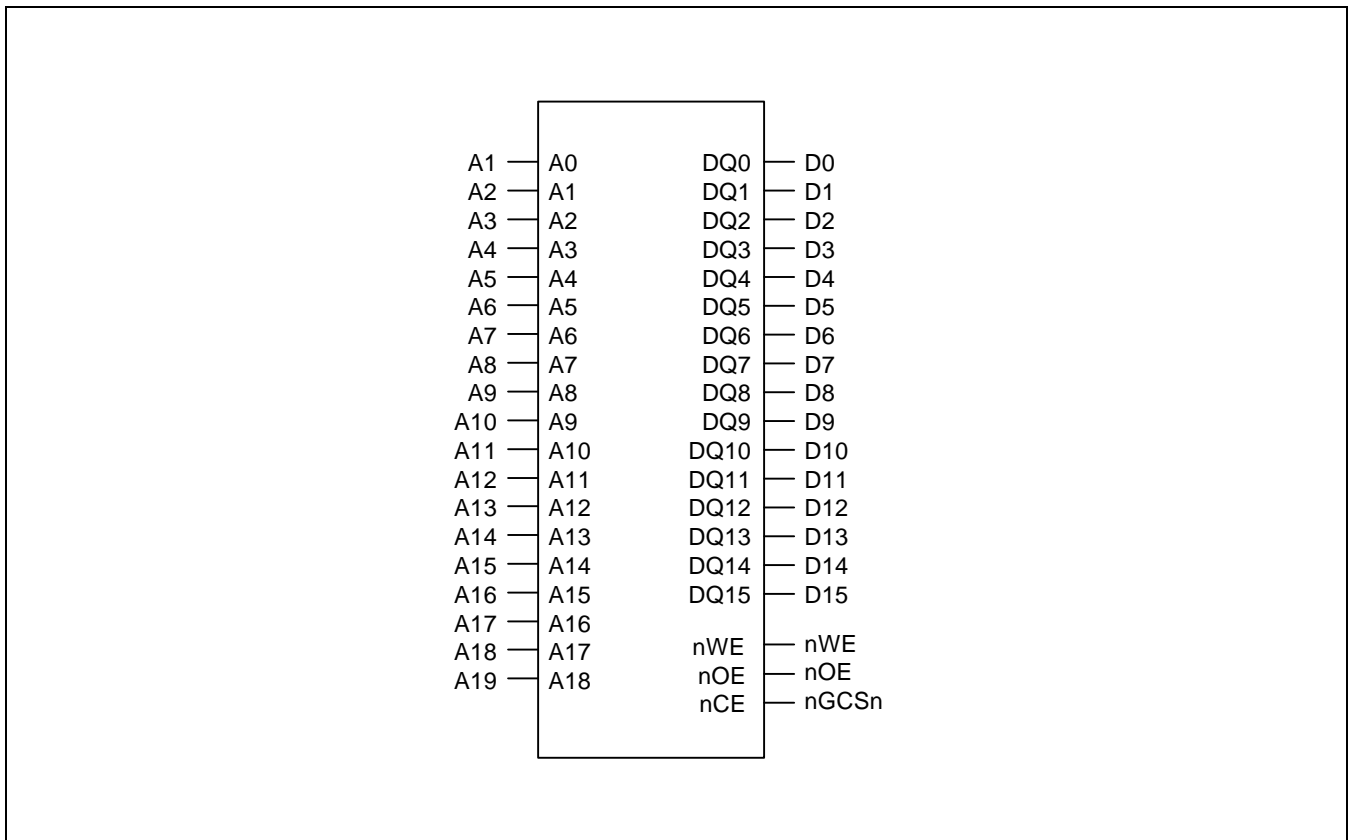 A1 A0 DQ0 D0
A2 A1 DQ1 D1
A3 A2 DQ2 D2
A4 A3 DQ3 D3
A5 A4 DQ4 D4
A6 A5 DQ5 D5
A7 A6 DQ6 D6
A8 A7 DQ7 D7
A9 A8 DQ8 D8
A10 A9 DQ9 D9
A11 A10 DQ10 D10
A12 A11 DQ11 D11
A13 A12 DQ12 D12
A14 A13 DQ13 D13
A15 A14 DQ14 D14
A16 A15 DQ15 D15
A17 A16
A18 A17 nWE nWE
A19 A18 nOE nOE
nCE nGCSn